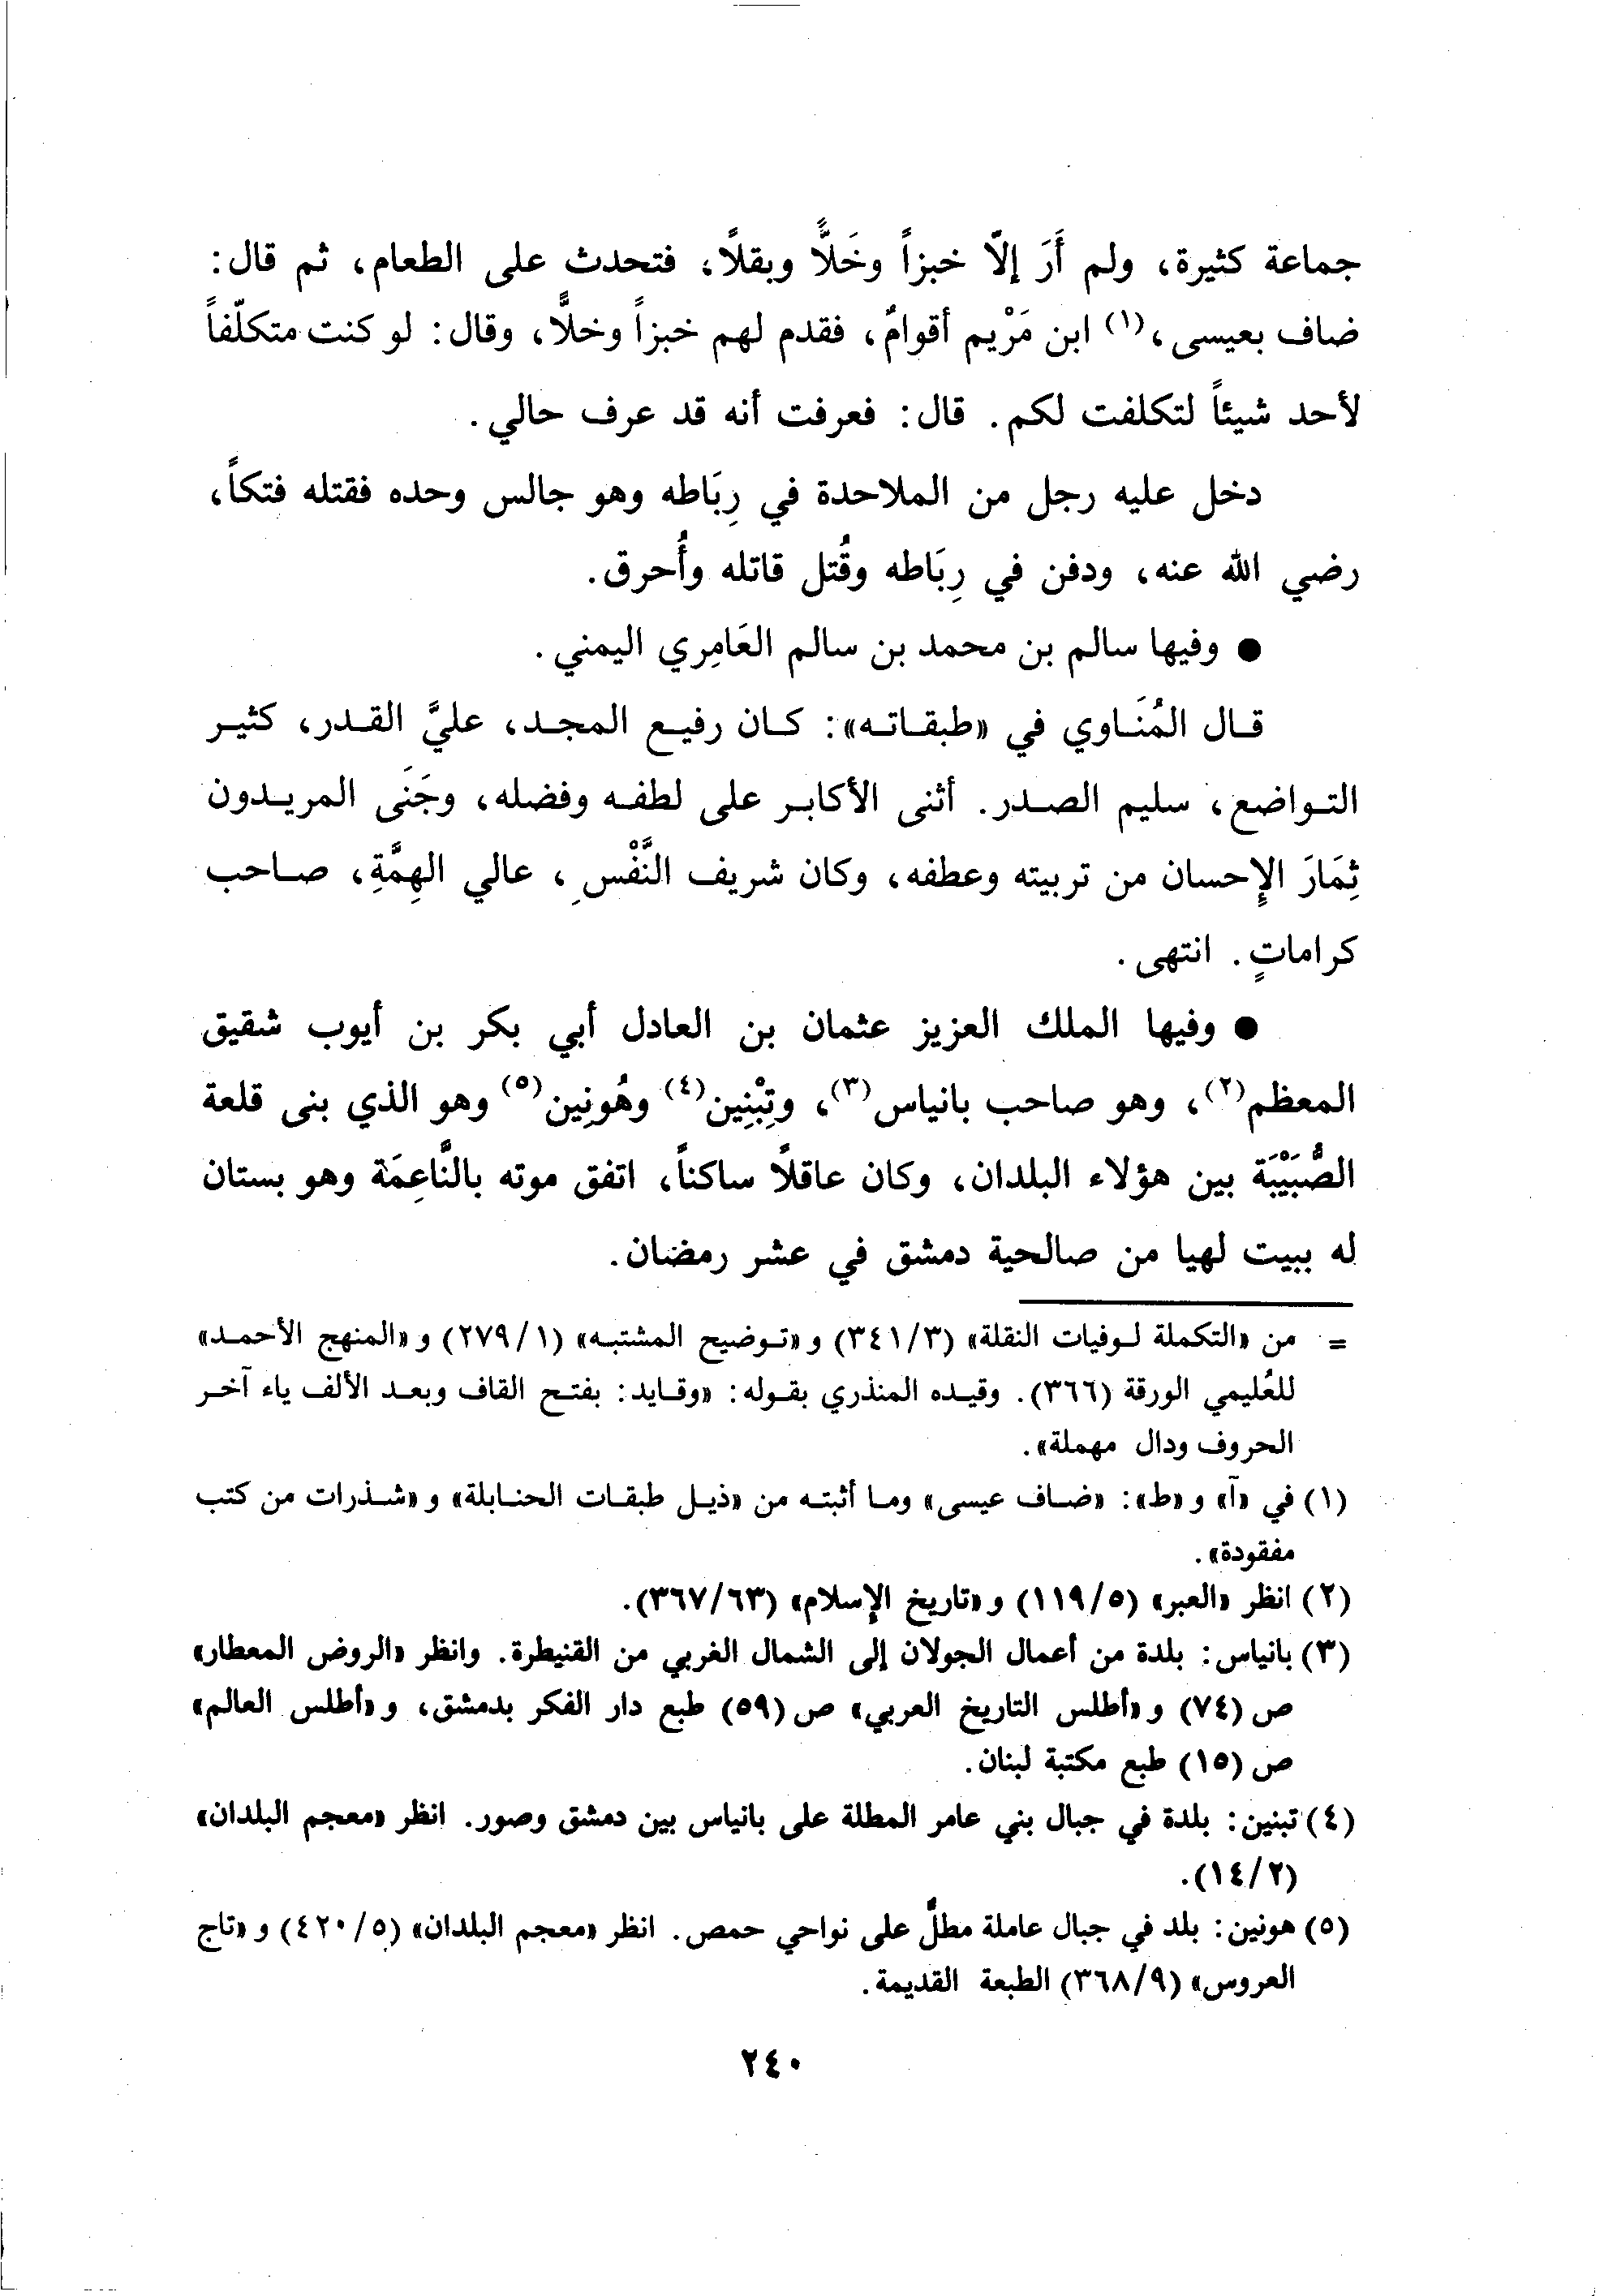 جماعة كثيرة، ولم أَرَ إلّا خبزاً وخَلًّا وبقلاً، فتحدث على الطعام، ثم قال:
ضاف بعيسى،(١) ابن مَرْيم أقوامٌ، فقدم لهم خبزاً وخلًّا، وقال: لو كنت متكلّفاً
لأحد شيئاً لتكلفت لكم. قال: فعرفت أنه قد عرف حالي.
دخل عليه رجل من الملاحدة في رِبَاطه وهو جالس وحده فقتله فتكاً،
رضي الله عنه، ودفن في رِبَاطه وقُتل قاتله وأُحرق.
● وفيها سالم بن محمد بن سالم العَامِري اليمني.
قال المُنَاوي في «طبقاته»: كان رفيع المجد، عليَّ القدر، كثير
التواضع، سليم الصدر. أثنى الأكابر على لطفه وفضله، وجَنَى المريدون
ثِمَارَ الإحسان من تربيته وعطفه، وكان شريف النَّفْسِ، عالي الهِمَّةِ، صاحب
كراماتٍ. انتهى.
● وفيها الملك العزيز عثمان بن العادل أبي بكر بن أيوب شقيق
المعظم(٢)، وهو صاحب بانياس(٣)، وتِبْنِين(٤) وهُونِين(٥) وهو الذي بنى قلعة
الصُّبَيْبَة بين هؤلاء البلدان، وكان عاقلاً ساكناً، اتفق موته بالنَّاعِمَة وهو بستان
له ببيت لهيا من صالحية دمشق في عشر رمضان.
= من «التكملة لوفيات النقلة» (٣٤١/٣) و «توضيح المشتبه» (٢٧٩/١) و «المنهج الأحمد»
للعُليمي الورقة (٣٦٦). وقيده المنذري بقوله: «وقايد: بفتح القاف وبعد الألف ياء آخر
الحروف ودال مهملة».
(١) في «آ» و «ط»: «ضاف عيسى» وما أثبته من «ذيل طبقات الحنابلة» و «شذرات من كتب
مفقودة».
(٢) انظر «العبر» (١١٩/٥) و «تاريخ الإسلام» (٣٦٧/٦٣).
(٣) بانياس: بلدة من أعمال الجولان إلى الشمال الغربي من القنيطرة. وانظر «الروض المعطار»
ص (٧٤) و «أطلس التاريخ العربي» ص (٥٩) طبع دار الفكر بدمشق، و «أطلس العالم»
ص (١٥) طبع مكتبة لبنان.
(٤) تبنين: بلدة في جبال بني عامر المطلة على بانياس بين دمشق وصور. انظر «معجم البلدان»
(١٤/٢).
(٥) هونين: بلد في جبال عاملة مطلٌّ على نواحي حمص. انظر «معجم البلدان» (٤٢٠/٥) و «تاج
العروس» (٣٦٨/٩) الطبعة القديمة.
٢٤٠